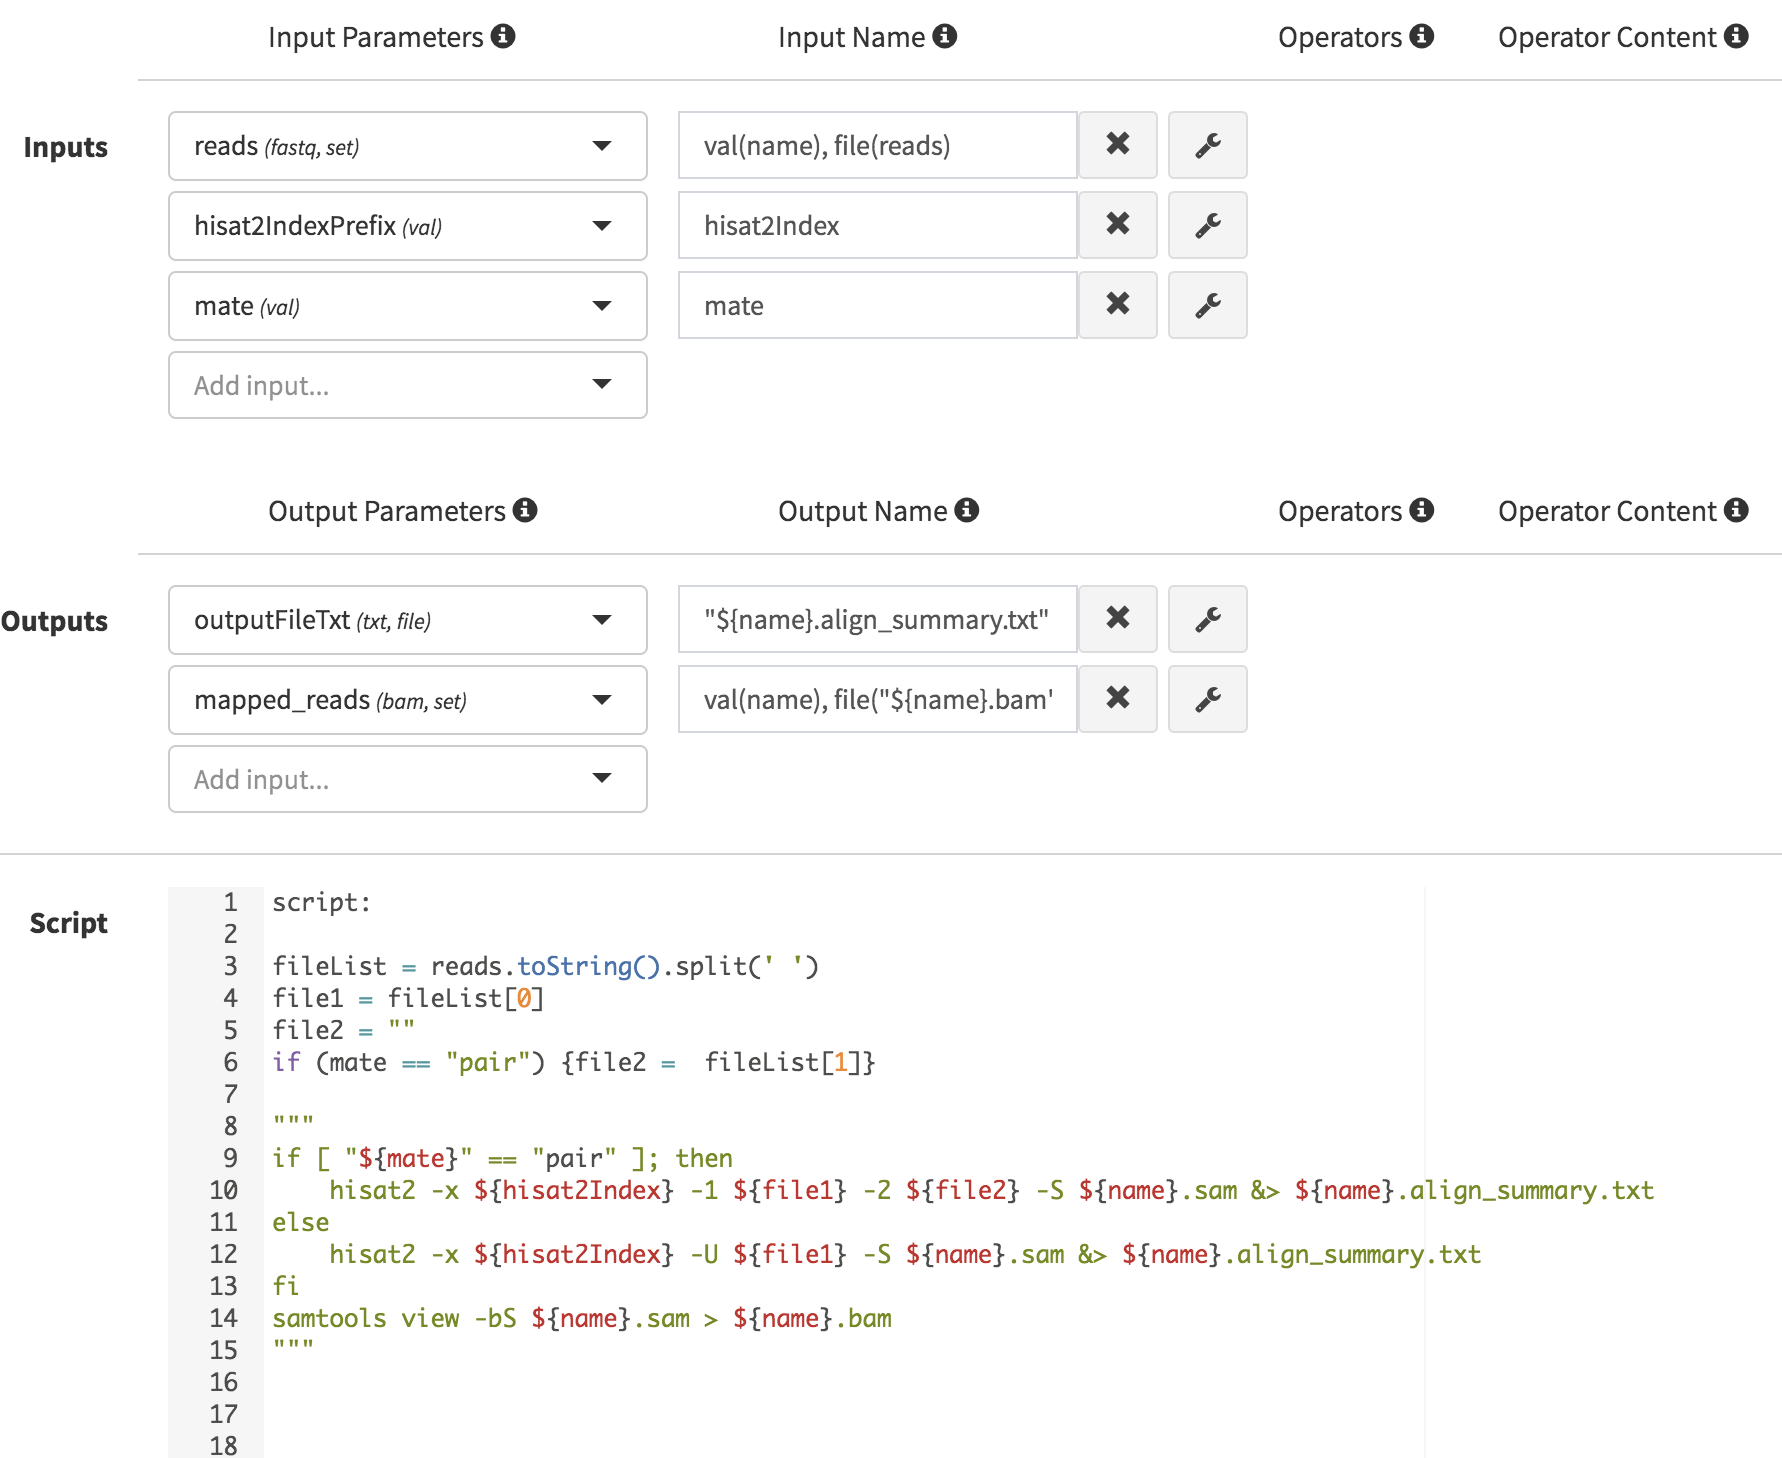 Input Parameters Input Name Operators Operator Content
Inputs reads (fastq, set) val(name), file(reads)
hisat2IndexPrefix (val) hisat2Index
mate (val) mate
Add input...
Output Parameters Output Name Operators Operator Content
Outputs outputFileTxt (txt, file) "${name}.align_summary.txt"
mapped_reads (bam, set) val(name), file("${name}.bam'
Add input...
Script 1 script:
2
3 fileList = reads.toString().split(' ')
4 file1 = fileList[0]
5 file2 = ""
6 if (mate == "pair") {file2 =  fileList[1]}
7
8 """
9 if [ "${mate}" == "pair" ]; then
10     hisat2 -x ${hisat2Index} -1 ${file1} -2 ${file2} -S ${name}.sam &> ${name}.align_summary.txt
11 else
12     hisat2 -x ${hisat2Index} -U ${file1} -S ${name}.sam &> ${name}.align_summary.txt
13 fi
14 samtools view -bS ${name}.sam > ${name}.bam
15 """
16
17
18